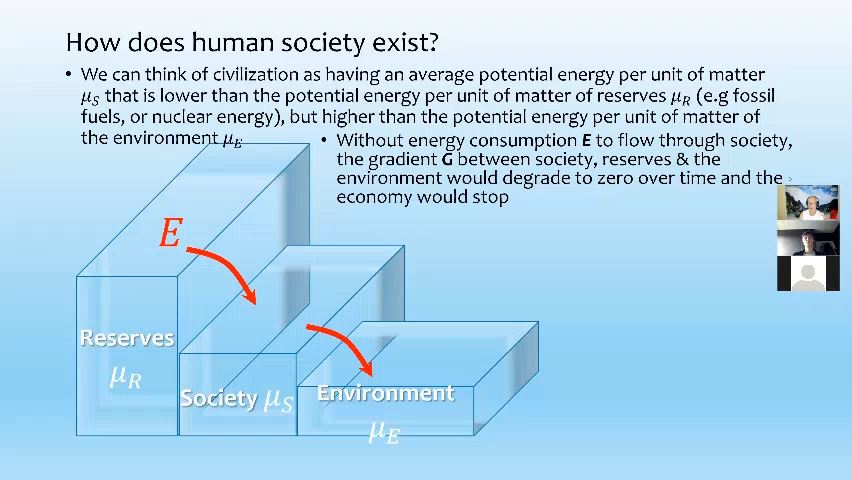 How does human society exist?
• We can think of civilization as having an average potential energy per unit of matter
μS that is lower than the potential energy per unit of matter of reserves μR (e.g fossil
fuels, or nuclear energy), but higher than the potential energy per unit of matter of
the environment μE
• Without energy consumption E to flow through society,
the gradient G between society, reserves & the
environment would degrade to zero over time and the
economy would stop
E
Reserves
μR
Society μS
Environment
μE